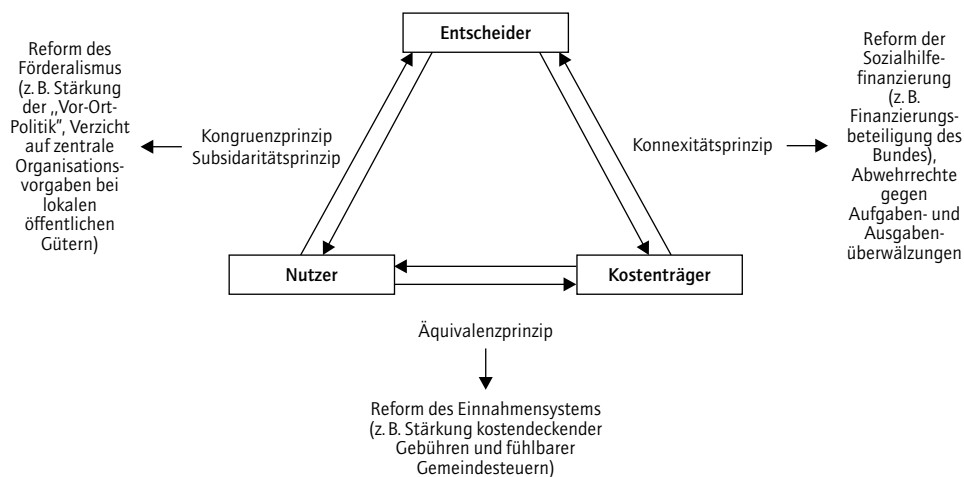 Entscheider
Reform des
Förderalismus
(z. B. Stärkung
der „Vor-Ort-
Politik", Verzicht
auf zentrale
Organisations-
vorgaben bei
lokalen
öffentlichen
Gütern)
Kongruenzprinzip
Subsidaritätsprinzip
Konnexitätsprinzip
Reform der
Sozialhilfe-
finanzierung
(z. B.
Finanzierungs-
beteiligung des
Bundes),
Abwehrrechte
gegen
Aufgaben- und
Ausgaben-
überwälzungen
Nutzer
Kostenträger
Äquivalenzprinzip
Reform des Einnahmensystems
(z. B. Stärkung kostendeckender
Gebühren und fühlbarer
Gemeindesteuern)